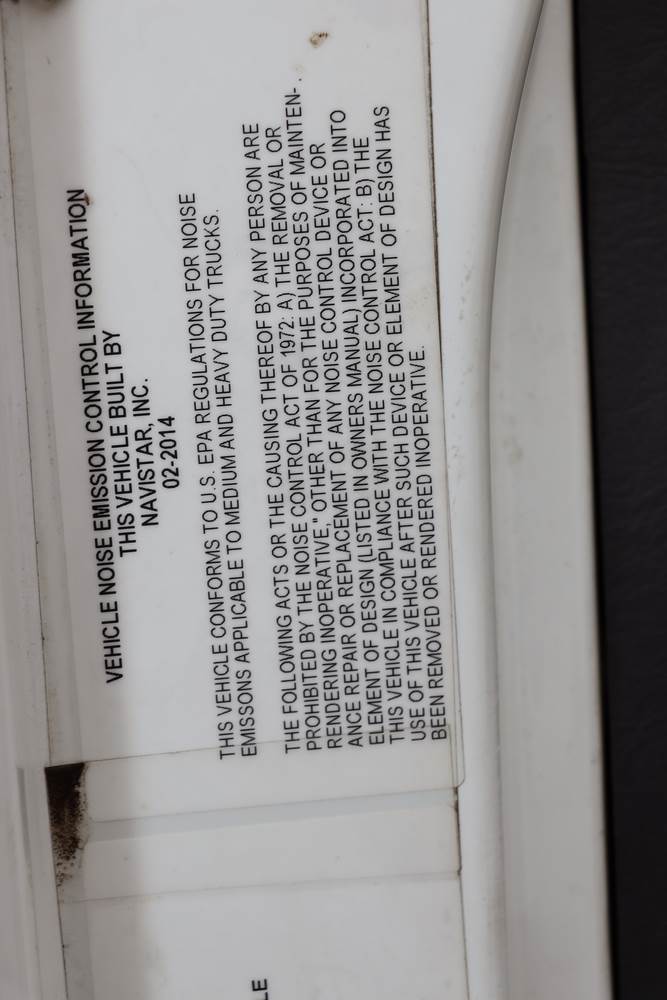 VEHICLE NOISE EMISSION CONTROL INFORMATION
THIS VEHICLE BUILT BY
NAVISTAR, INC.
02-2014
THIS VEHICLE CONFORMS TO U.S. EPA REGULATIONS FOR NOISE
EMISSONS APPLICABLE TO MEDIUM AND HEAVY DUTY TRUCKS.
THE FOLLOWING ACTS OR THE CAUSING THEREOF BY ANY PERSON ARE
PROHIBITED BY THE NOISE CONTROL ACT OF 1972: A) THE REMOVAL OR
RENDERING INOPERATIVE," OTHER THAN FOR THE PURPOSES OF MAINTEN-
ANCE REPAIR OR REPLACEMENT OF ANY NOISE CONTROL DEVICE OR
ELEMENT OF DESIGN (LISTED IN OWNERS MANUAL) INCORPORATED INTO
THIS VEHICLE IN COMPLIANCE WITH THE NOISE CONTROL ACT: B) THE
USE OF THIS VEHICLE AFTER SUCH DEVICE OR ELEMENT OF DESIGN HAS
BEEN REMOVED OR RENDERED INOPERATIVE.
LE